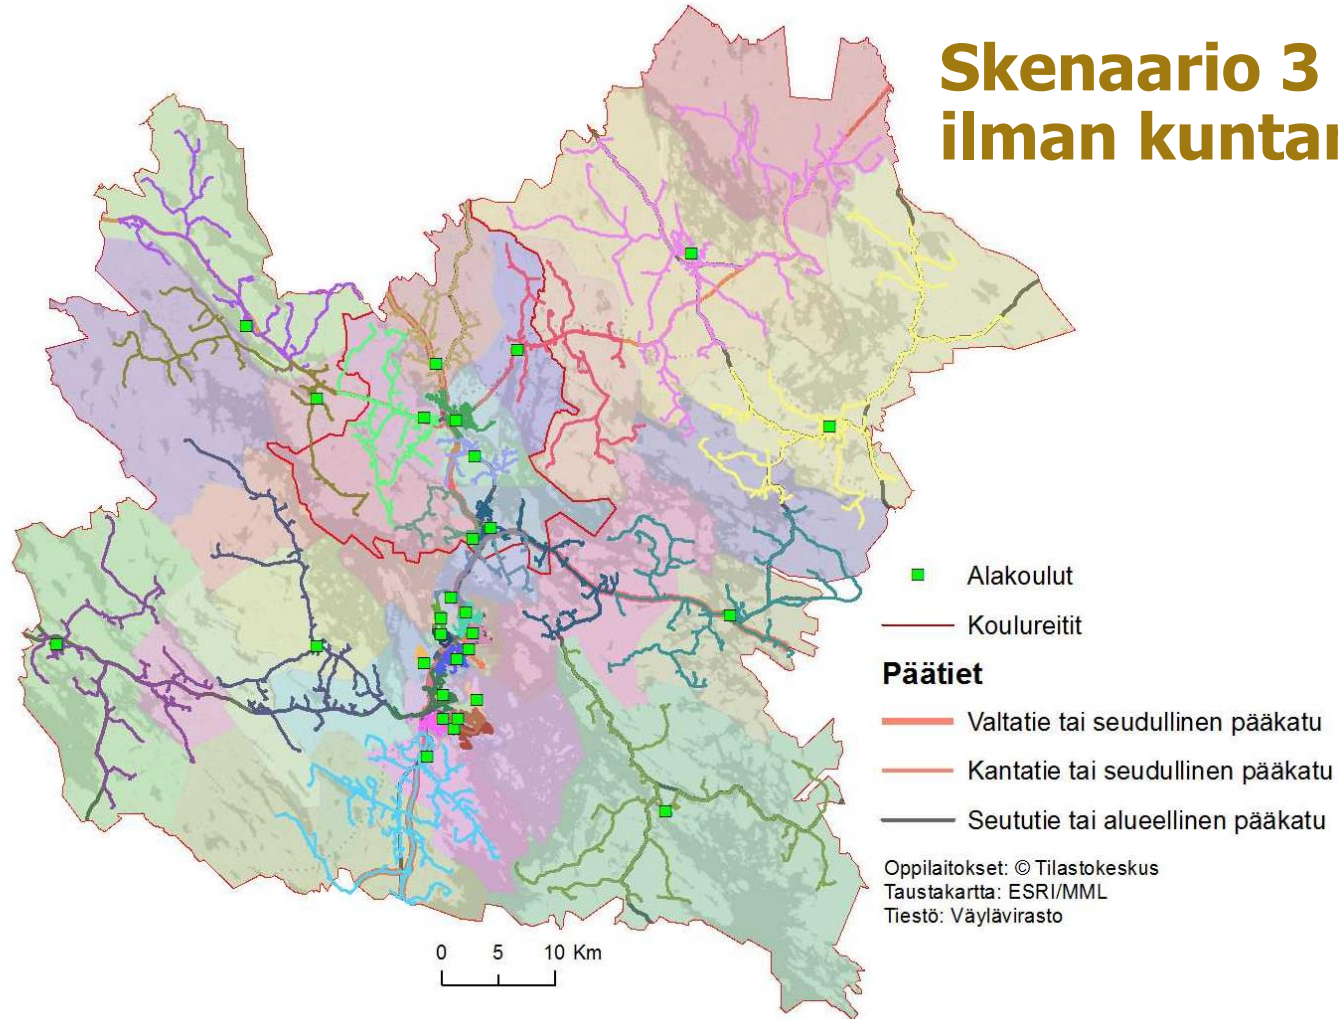 Skenaario 3
ilman kuntar
Alakoulut
Koulureitit
Päätiet
Valtatie tai seudullinen pääkatu
Kantatie tai seudullinen pääkatu
Seututie tai alueellinen pääkatu
Oppilaitokset: © Tilastokeskus
Taustakartta: ESRI/MML
Tiestö: Väylävirasto
0 5 10 Km